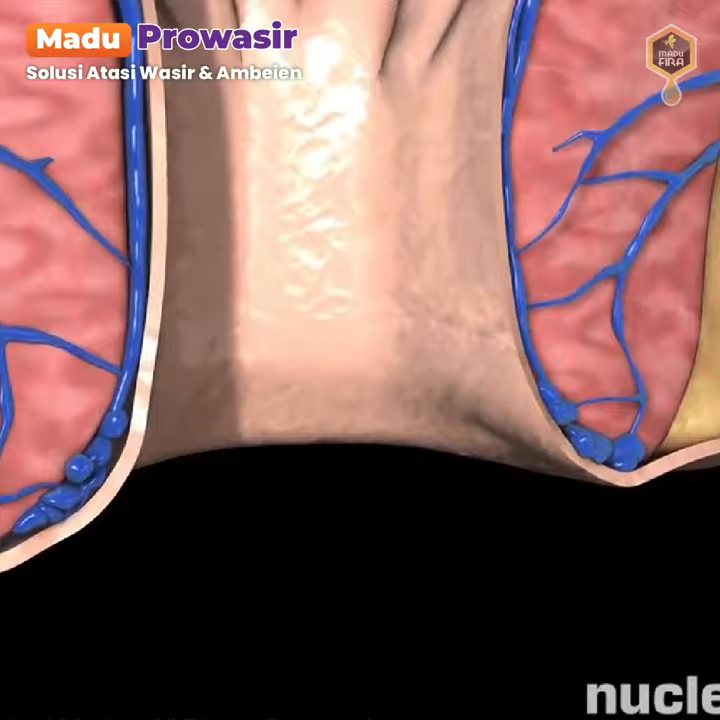 Madu Prowasir
Solusi Atasi Wasir & Ambeien
MADU
FIRA
nucle